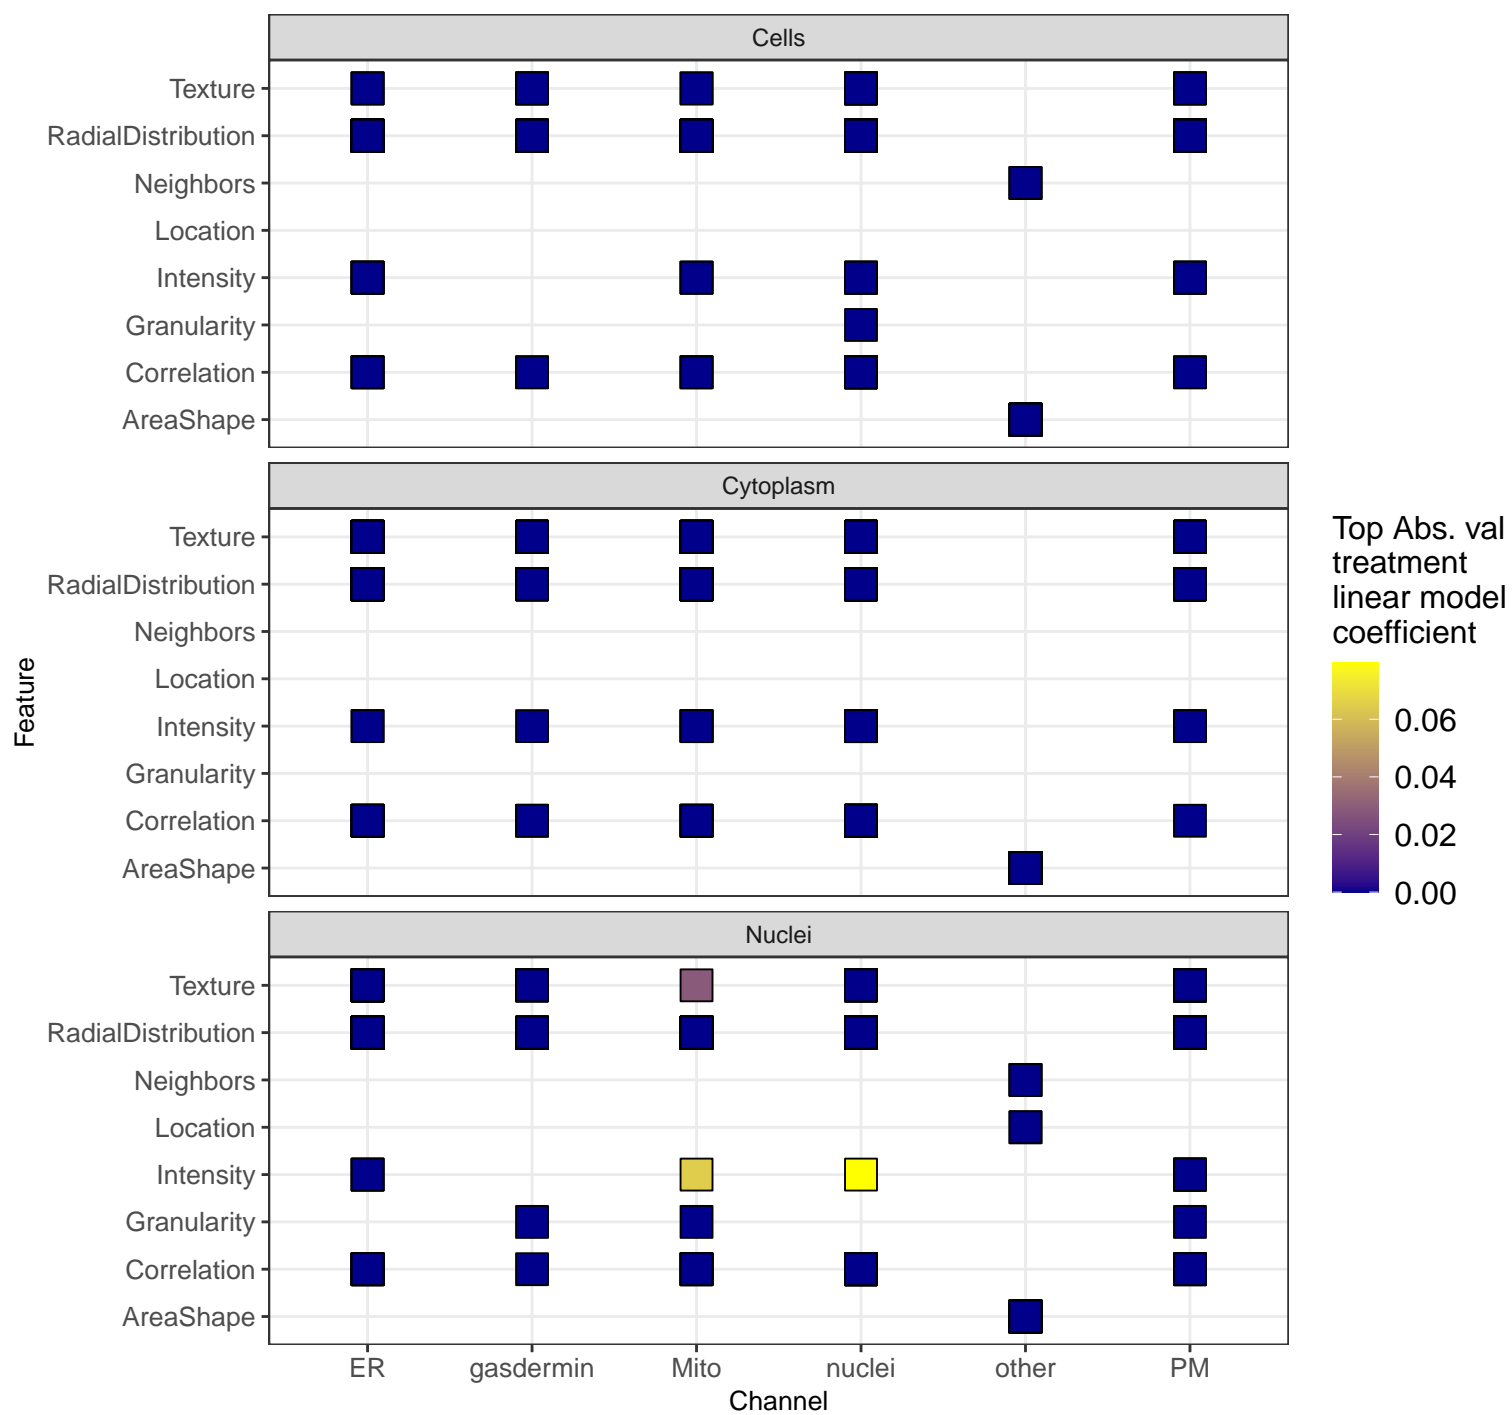 Cells
Texture
RadialDistribution
Neighbors
Location
Intensity
Granularity
Correlation
AreaShape
Cytoplasm
Texture
RadialDistribution
Neighbors
Location
Intensity
Granularity
Correlation
AreaShape
Nuclei
Texture
RadialDistribution
Neighbors
Location
Intensity
Granularity
Correlation
AreaShape
ER gasdermin Mito nuclei other PM
Channel
Feature
Top Abs. val
treatment
linear model
coefficient
0.06
0.04
0.02
0.00